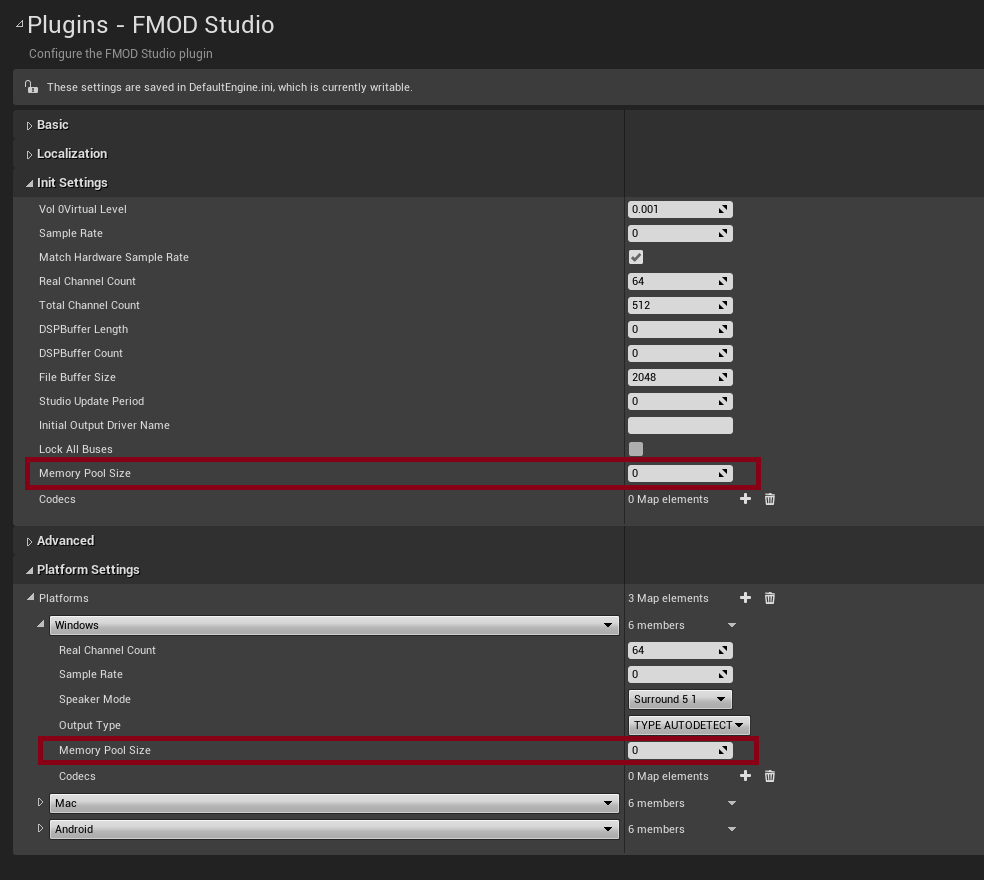 Plugins - FMOD Studio
Configure the FMOD Studio plugin
These settings are saved in DefaultEngine.ini, which is currently writable.
Basic
Localization
Init Settings
Vol 0Virtual Level 0.001
Sample Rate 0
Match Hardware Sample Rate
Real Channel Count 64
Total Channel Count 512
DSPBuffer Length 0
DSPBuffer Count 0
File Buffer Size 2048
Studio Update Period 0
Initial Output Driver Name
Lock All Buses
Memory Pool Size 0
Codecs 0 Map elements
Advanced
Platform Settings
Platforms 3 Map elements
Windows 6 members
Real Channel Count 64
Sample Rate 0
Speaker Mode Surround 5 1
Output Type TYPE AUTODETECT
Memory Pool Size 0
Codecs 0 Map elements
Mac 6 members
Android 6 members